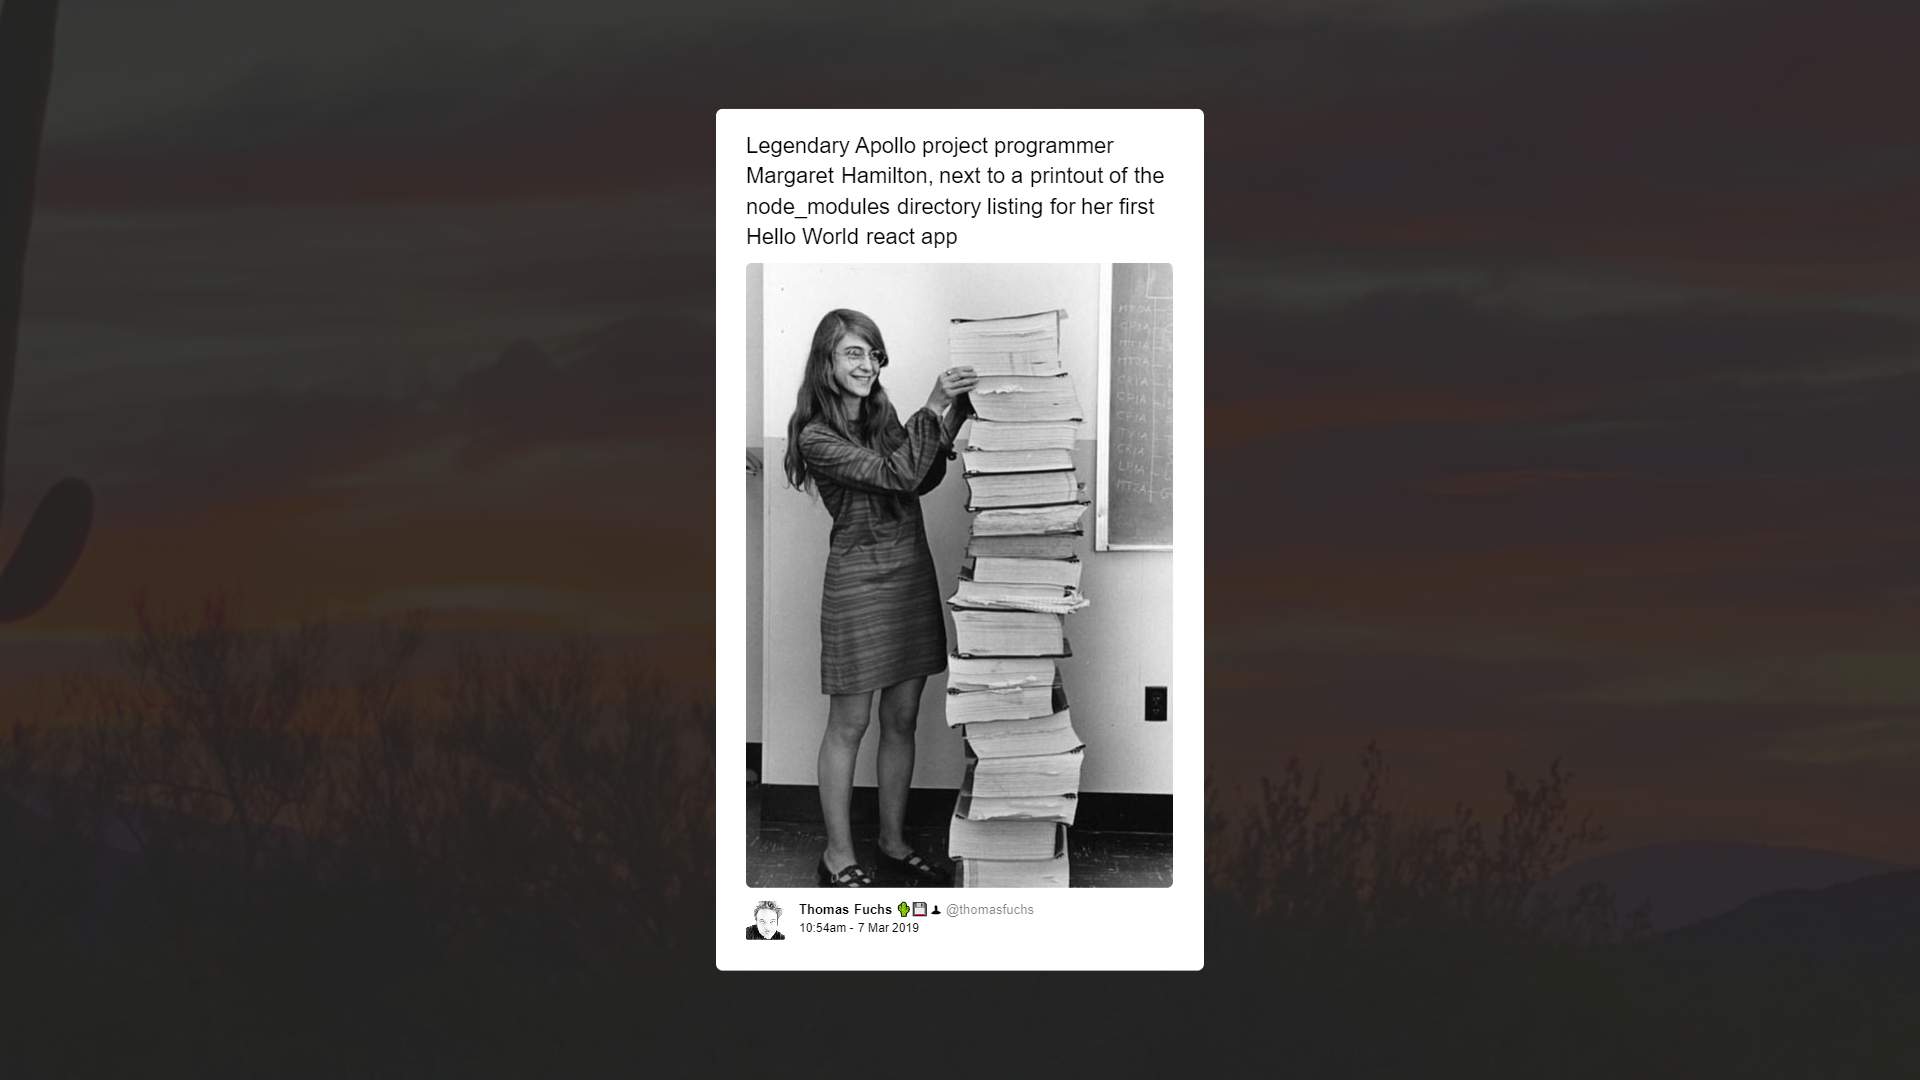 Legendary Apollo project programmer
Margaret Hamilton, next to a printout of the
node_modules directory listing for her first
Hello World react app
Thomas Fuchs @thomasfuchs
10:54am - 7 Mar 2019